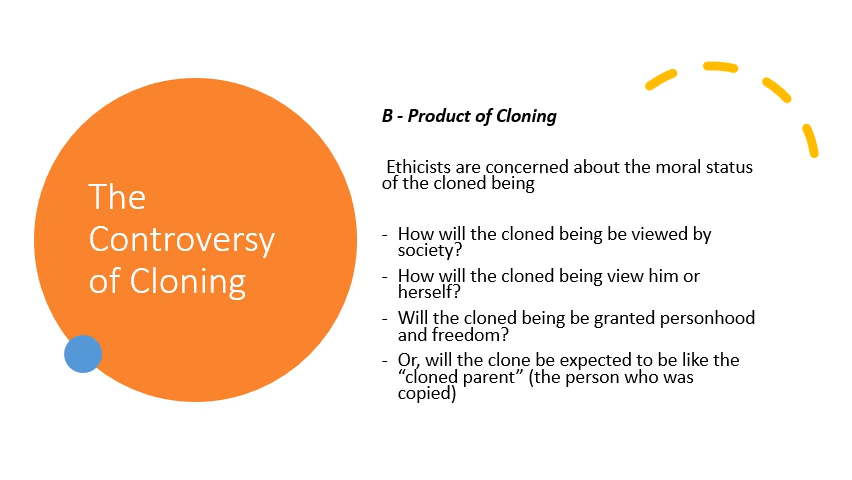 The
Controversy
of Cloning
B - Product of Cloning
Ethicists are concerned about the moral status
of the cloned being
- How will the cloned being be viewed by
society?
- How will the cloned being view him or
herself?
- Will the cloned being be granted personhood
and freedom?
- Or, will the clone be expected to be like the
“cloned parent” (the person who was
copied)